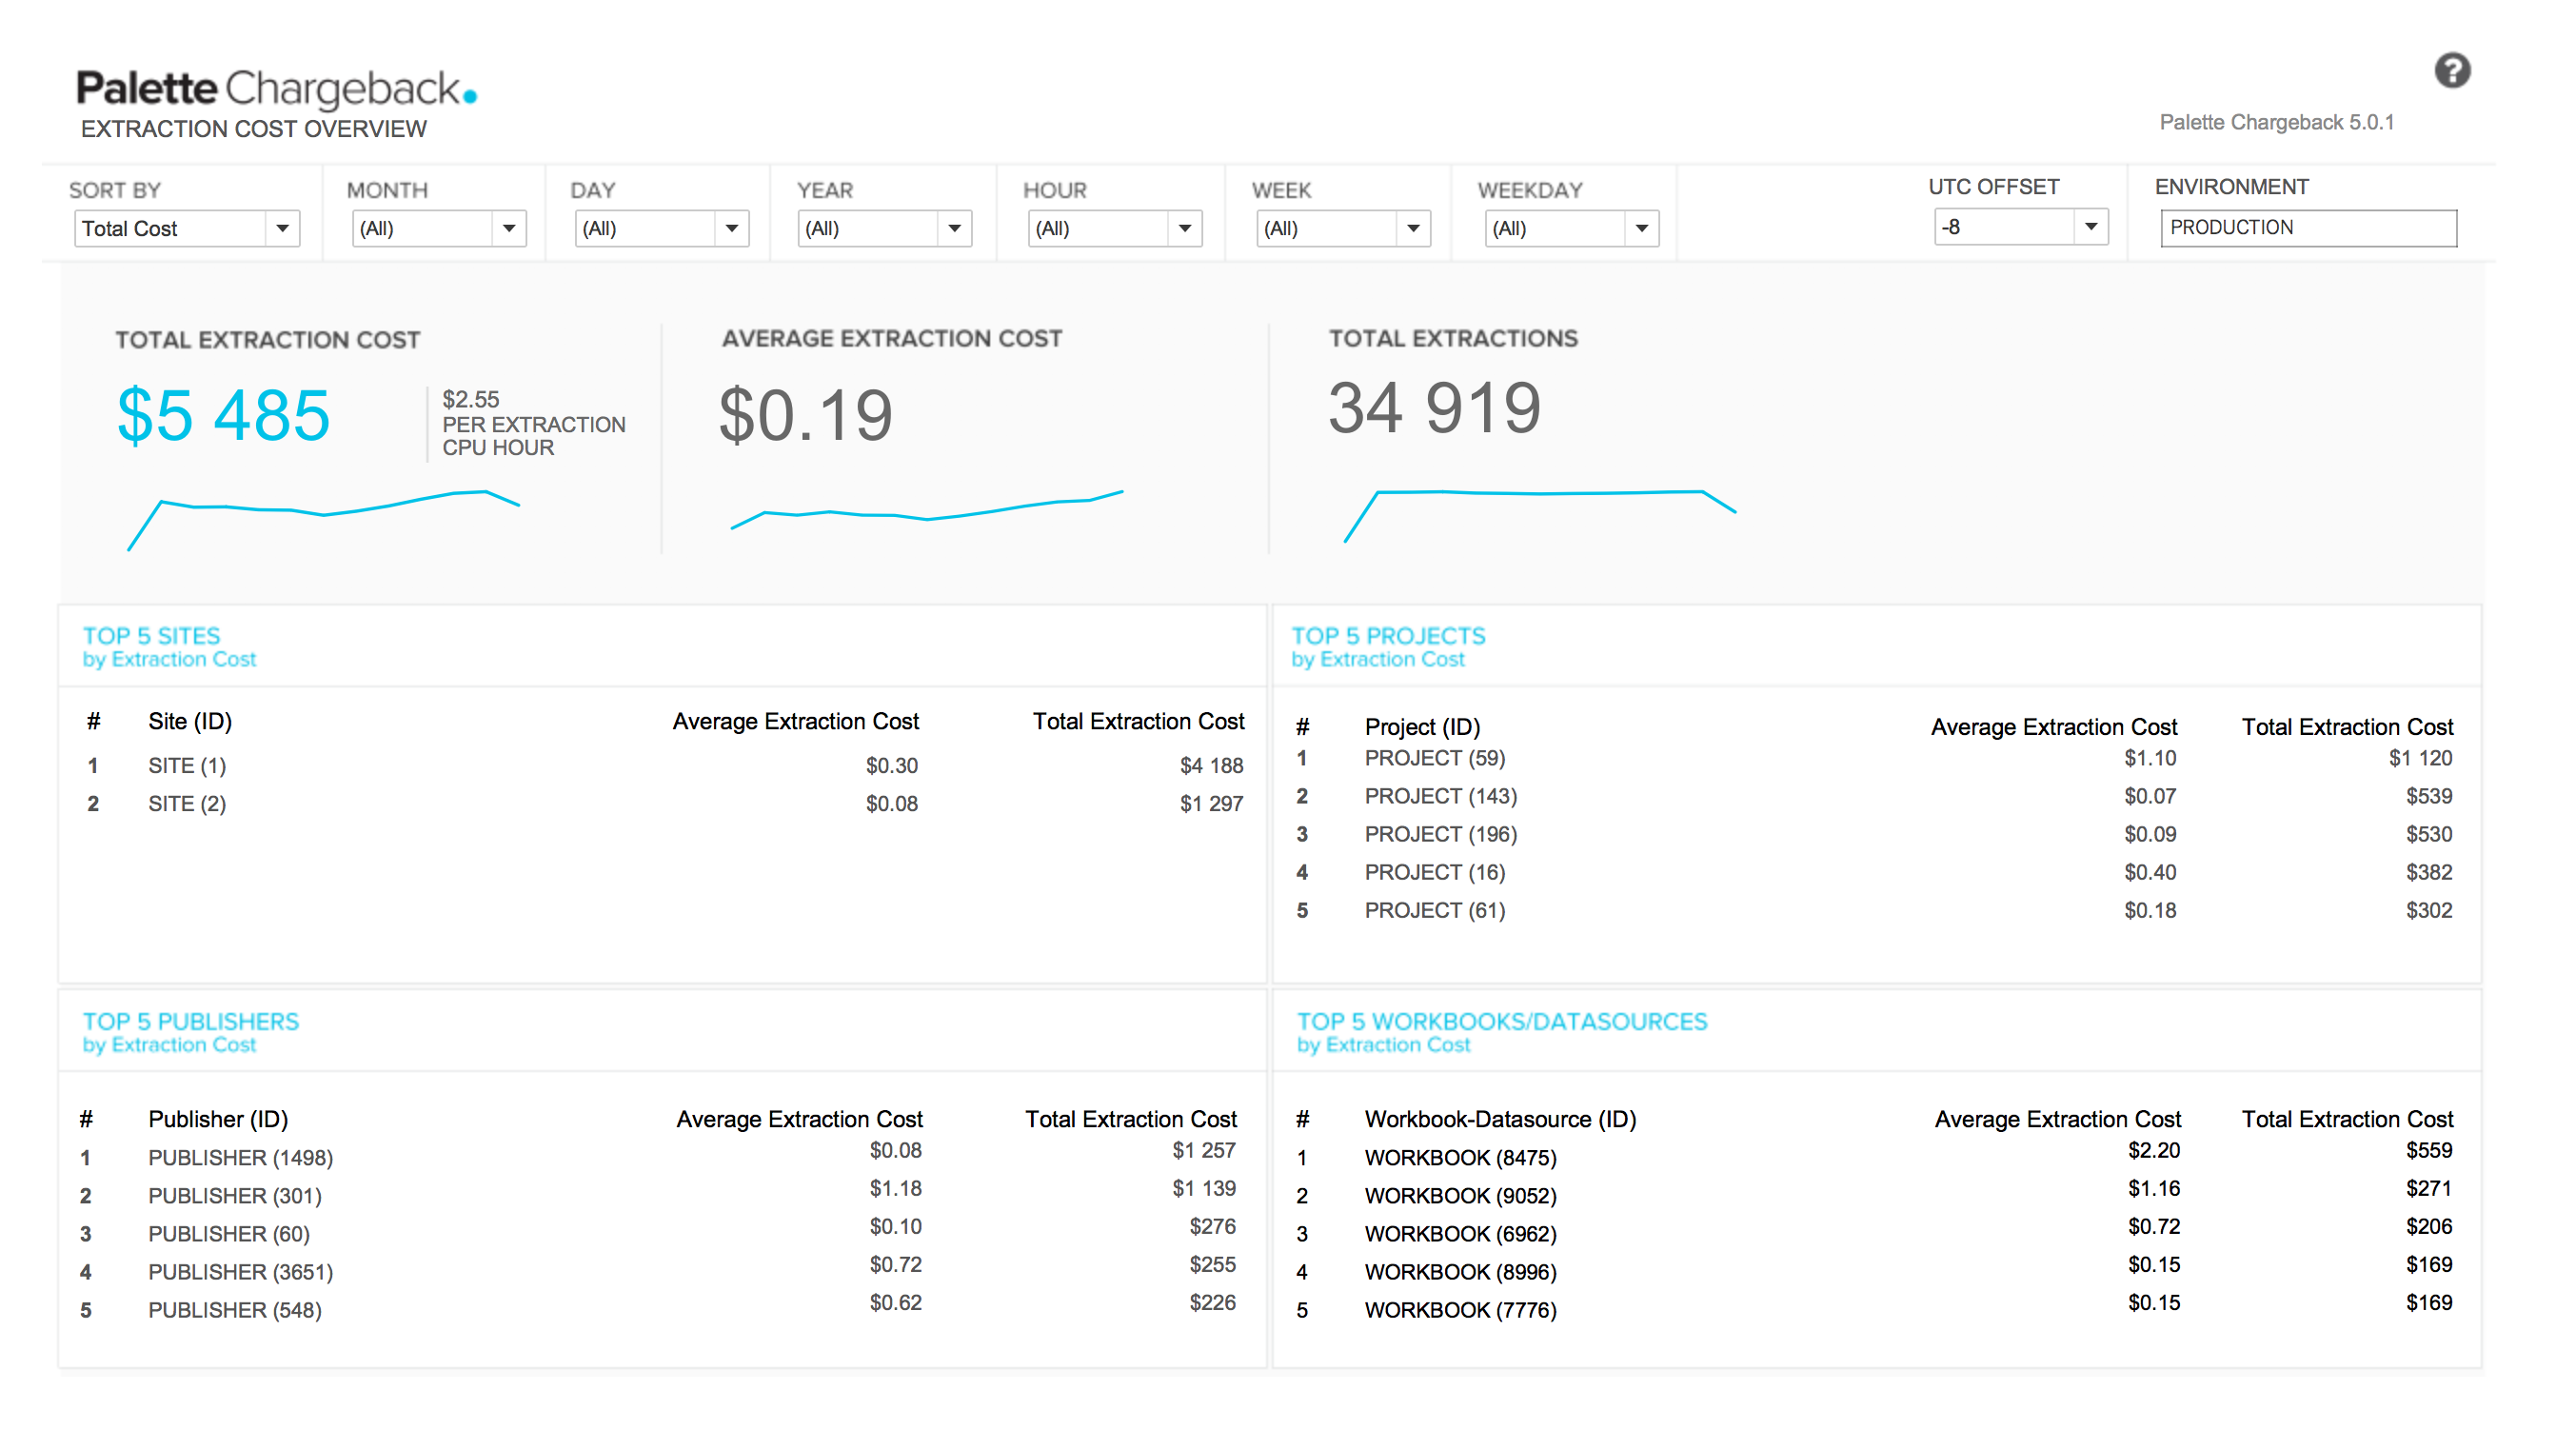 Palette Chargeback.
EXTRACTION COST OVERVIEW
Palette Chargeback 5.0.1
SORT BY MONTH DAY YEAR HOUR WEEK WEEKDAY UTC OFFSET ENVIRONMENT
Total Cost (All) (All) (All) (All) (All) (All) -8 PRODUCTION
TOTAL EXTRACTION COST
$5 485
$2.55
PER EXTRACTION
CPU HOUR
AVERAGE EXTRACTION COST
$0.19
TOTAL EXTRACTIONS
34 919
TOP 5 SITES
by Extraction Cost
# Site (ID) Average Extraction Cost Total Extraction Cost
1 SITE (1) $0.30 $4 188
2 SITE (2) $0.08 $1 297
TOP 5 PROJECTS
by Extraction Cost
# Project (ID) Average Extraction Cost Total Extraction Cost
1 PROJECT (59) $1.10 $1 120
2 PROJECT (143) $0.07 $539
3 PROJECT (196) $0.09 $530
4 PROJECT (16) $0.40 $382
5 PROJECT (61) $0.18 $302
TOP 5 PUBLISHERS
by Extraction Cost
# Publisher (ID) Average Extraction Cost Total Extraction Cost
1 PUBLISHER (1498) $0.08 $1 257
2 PUBLISHER (301) $1.18 $1 139
3 PUBLISHER (60) $0.10 $276
4 PUBLISHER (3651) $0.72 $255
5 PUBLISHER (548) $0.62 $226
TOP 5 WORKBOOKS/DATASOURCES
by Extraction Cost
# Workbook-Datasource (ID) Average Extraction Cost Total Extraction Cost
1 WORKBOOK (8475) $2.20 $559
2 WORKBOOK (9052) $1.16 $271
3 WORKBOOK (6962) $0.72 $206
4 WORKBOOK (8996) $0.15 $169
5 WORKBOOK (7776) $0.15 $169